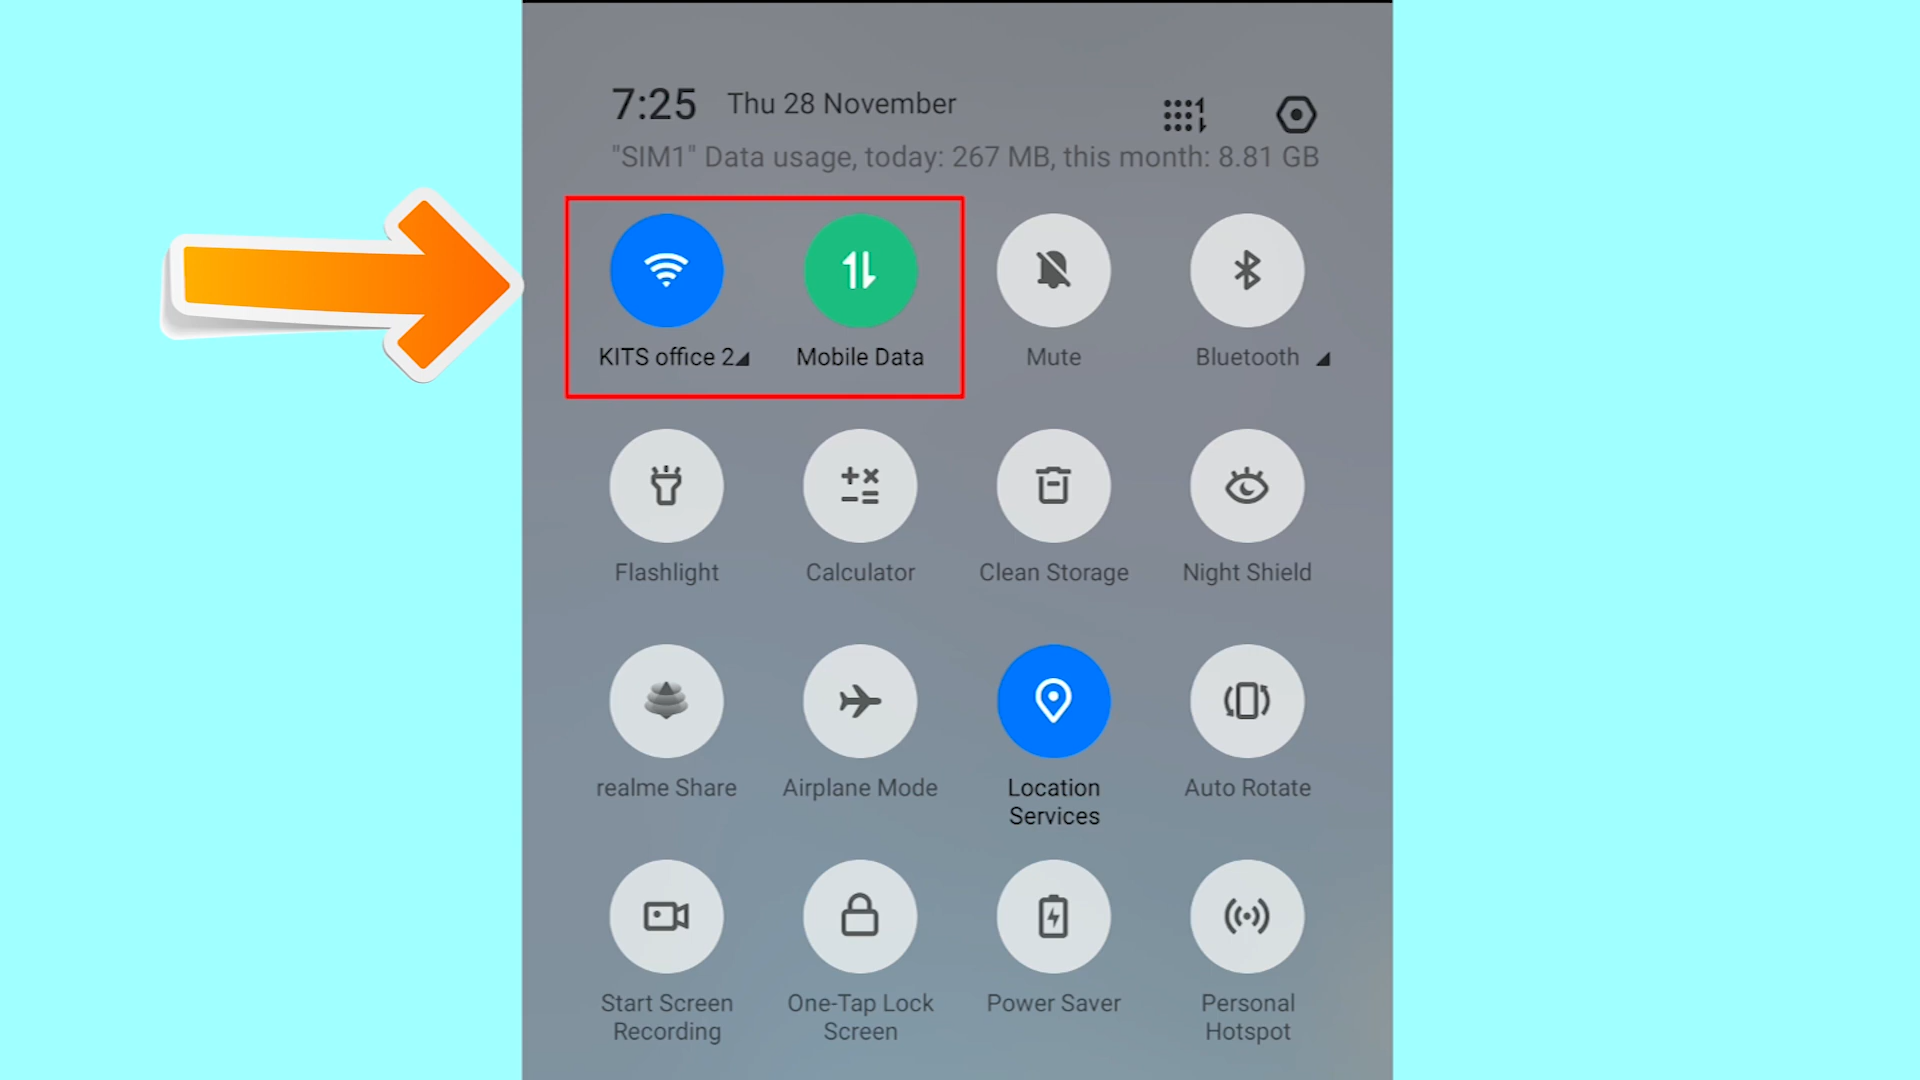 7:25 Thu 28 November
"SIM1" Data usage, today: 267 MB, this month: 8.81 GB
KITS office 2 Mobile Data Mute Bluetooth
Flashlight Calculator Clean Storage Night Shield
realme Share Airplane Mode Location Auto Rotate
Services
Start Screen One-Tap Lock Power Saver Personal
Recording Screen Hotspot